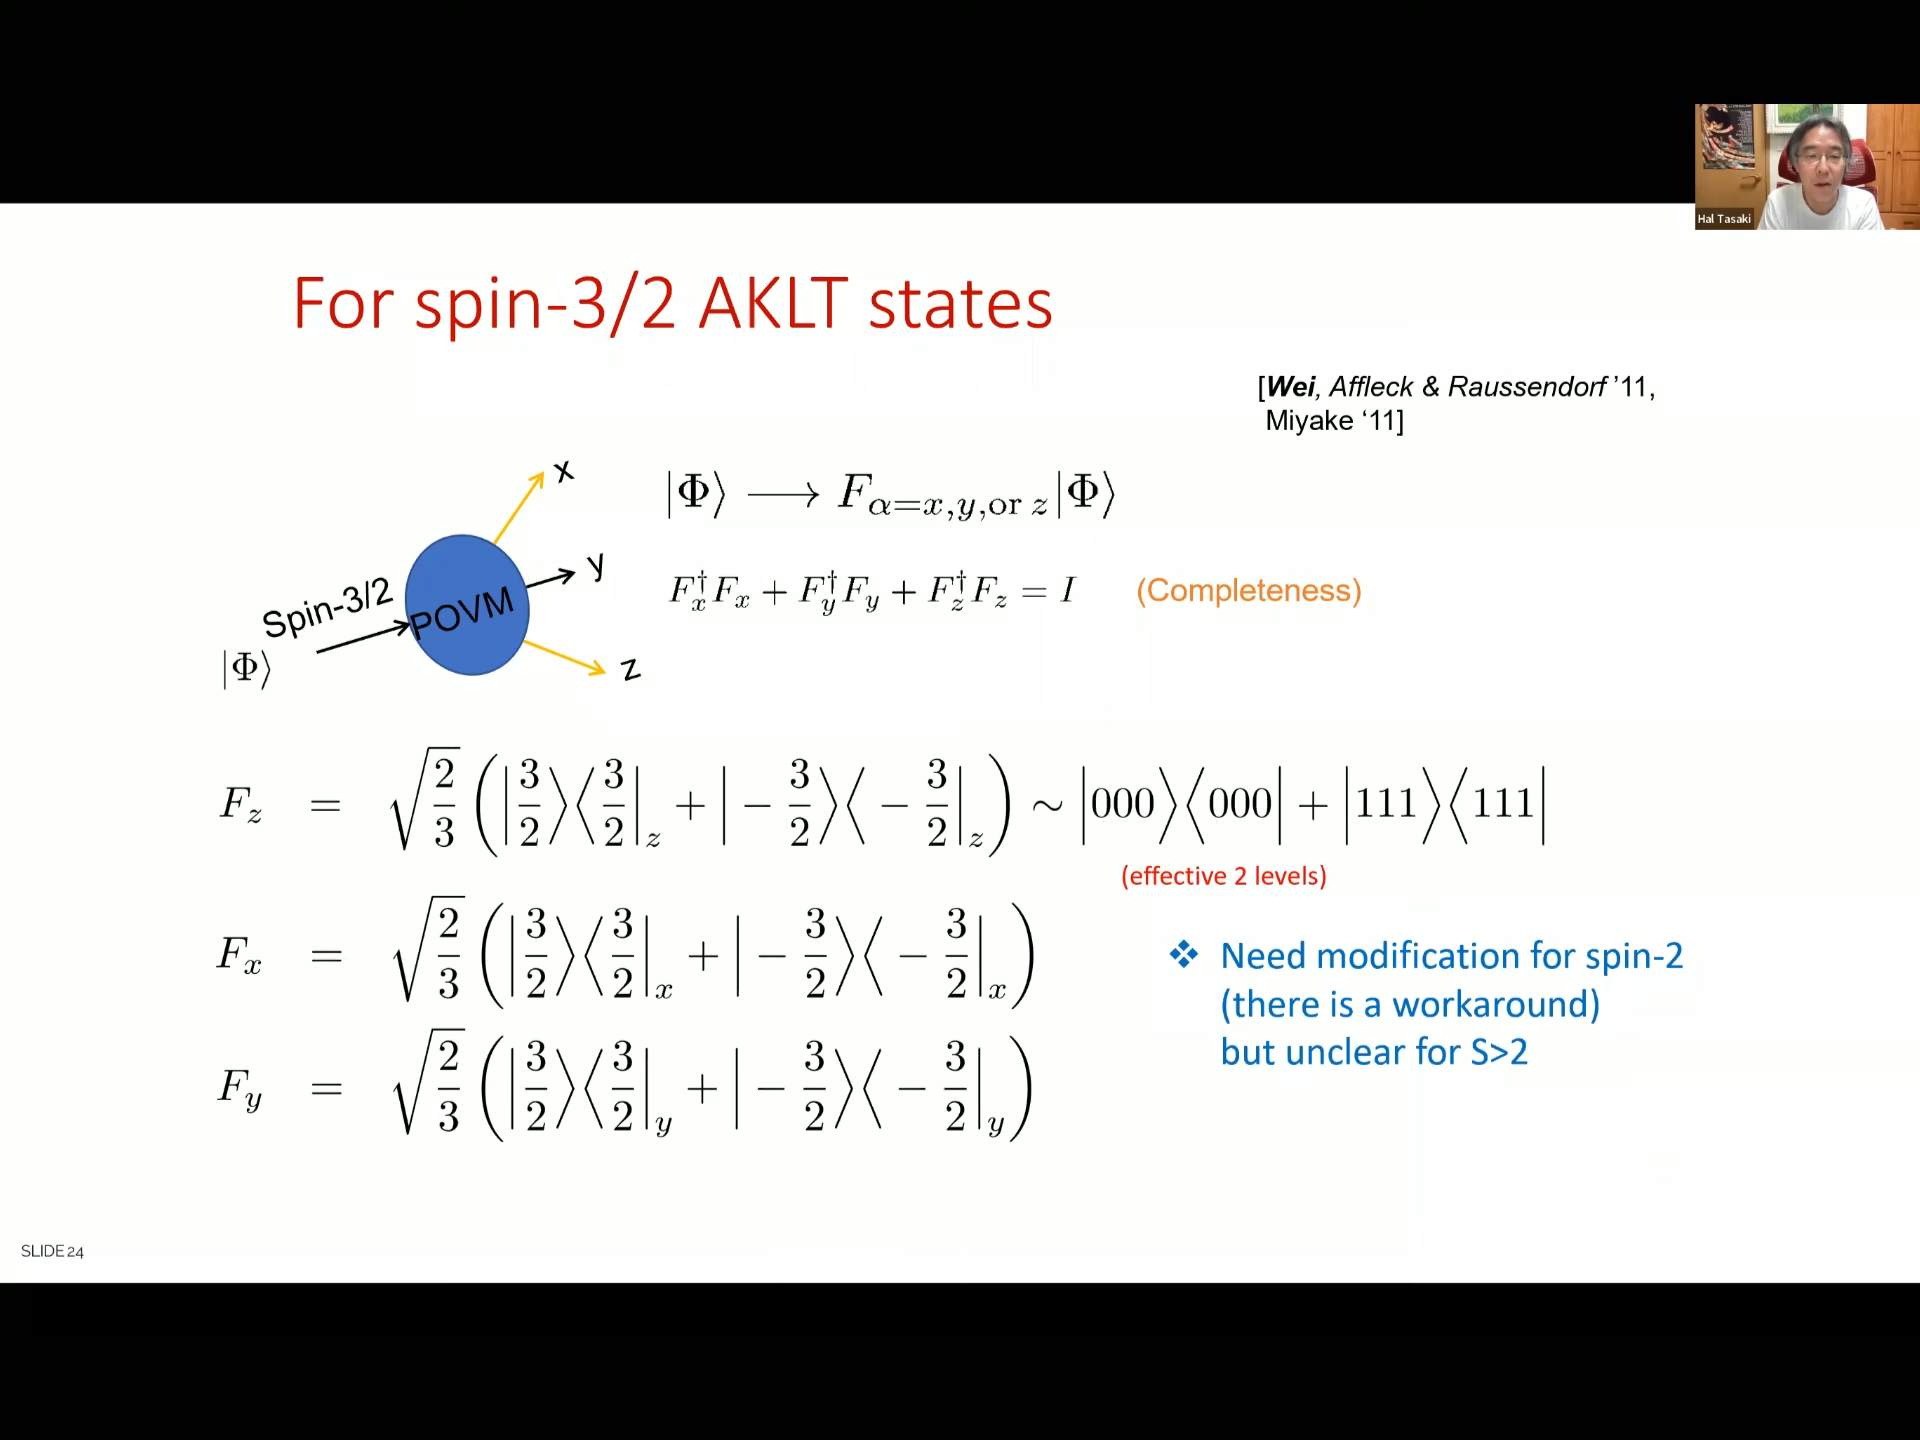 Hal Tasaki
For spin-3/2 AKLT states
[Wei, Affleck & Raussendorf ’11,
Miyake ‘11]
x
y
z
Spin-3/2
POVM
|Φ⟩
|Φ⟩ ⟶ F_{α=x,y,or z}|Φ⟩
F_x^† F_x + F_y^† F_y + F_z^† F_z = I (Completeness)
F_z = √(2/3) (|3/2⟩⟨3/2|_z + |−3/2⟩⟨−3/2|_z) ∼ |000⟩⟨000| + |111⟩⟨111|
(effective 2 levels)
F_x = √(2/3) (|3/2⟩⟨3/2|_x + |−3/2⟩⟨−3/2|_x)
F_y = √(2/3) (|3/2⟩⟨3/2|_y + |−3/2⟩⟨−3/2|_y)
❖ Need modification for spin-2
(there is a workaround)
but unclear for S>2
SLIDE 24